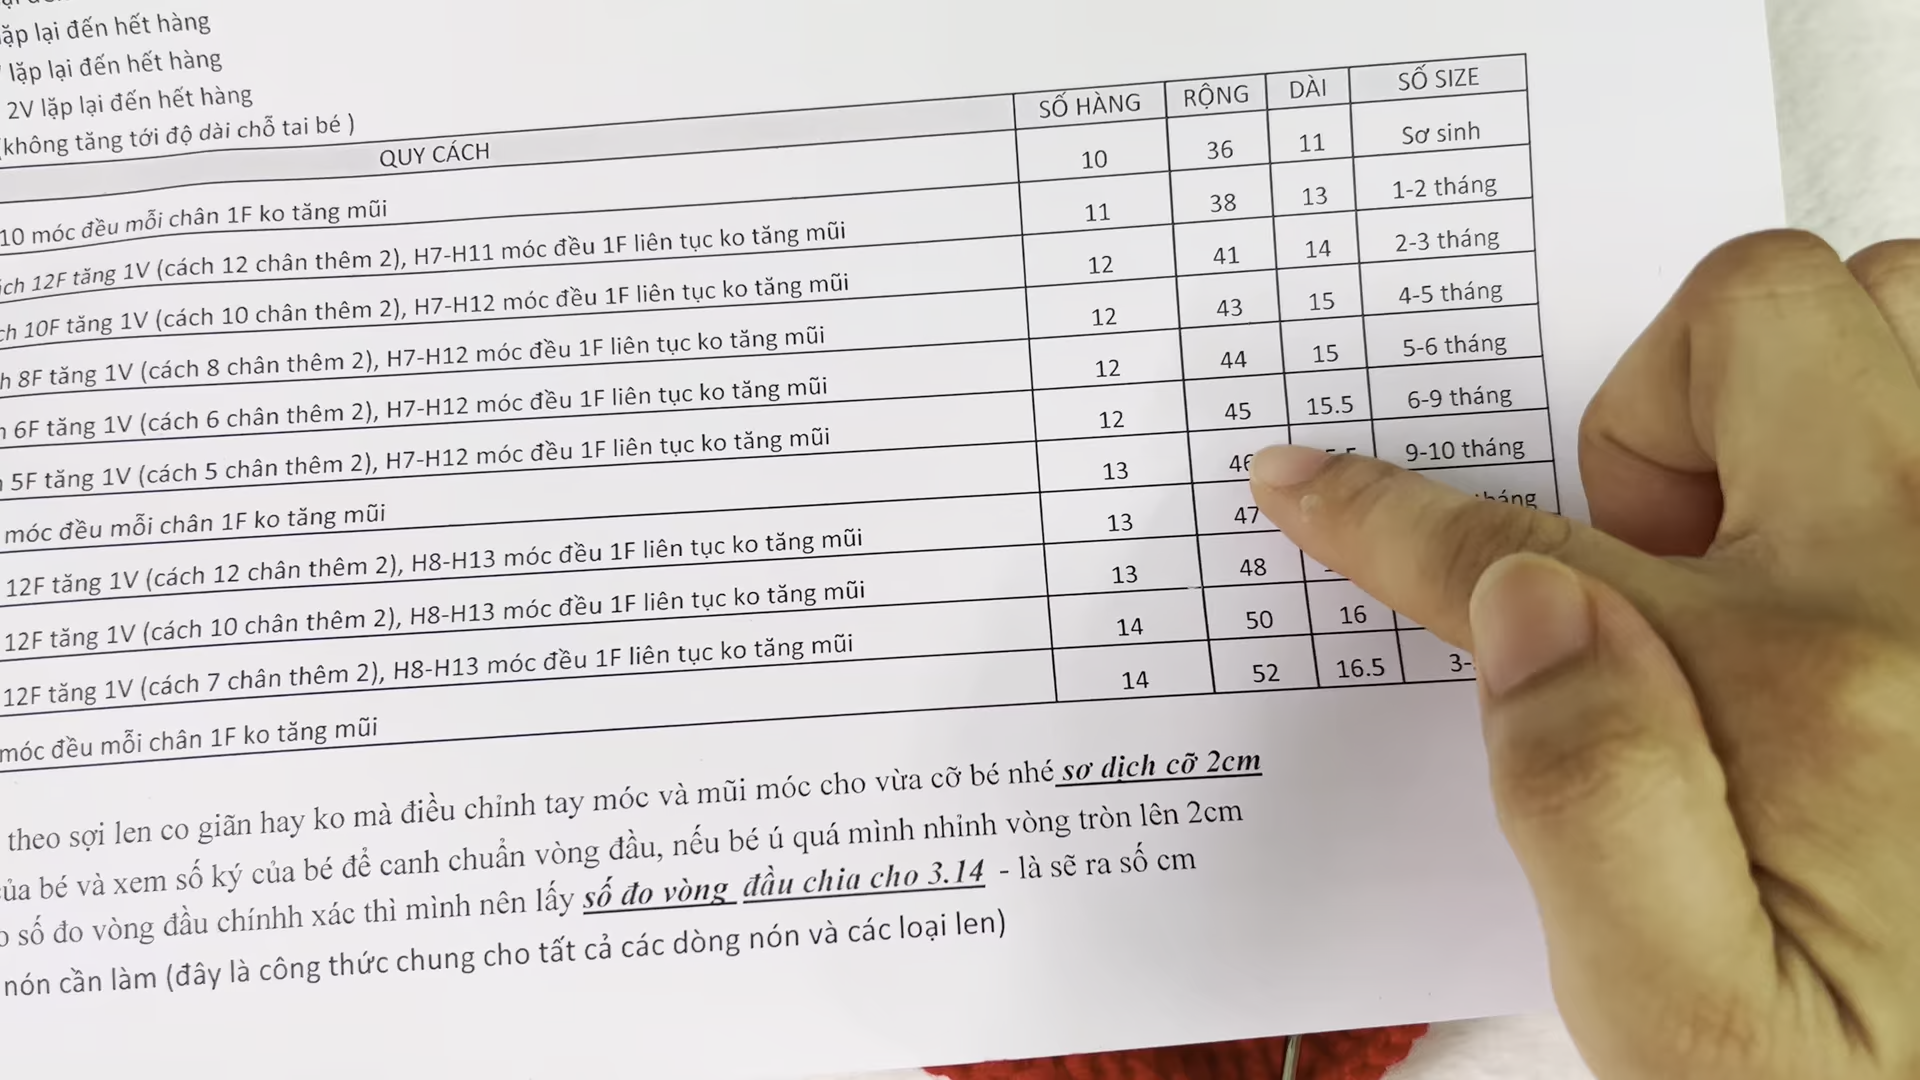 lặp lại đến hết hàng
lặp lại đến hết hàng
2V lặp lại đến hết hàng
(không tăng tới độ dài chỗ tai bé )
QUY CÁCH SỐ HÀNG RỘNG DÀI SỐ SIZE
10 móc đều mỗi chân 1F ko tăng mũi 10 36 11 Sơ sinh
12F tăng 1V (cách 12 chân thêm 2), H7-H11 móc đều 1F liên tục ko tăng mũi 11 38 13 1-2 tháng
10F tăng 1V (cách 10 chân thêm 2), H7-H12 móc đều 1F liên tục ko tăng mũi 12 41 14 2-3 tháng
8F tăng 1V (cách 8 chân thêm 2), H7-H12 móc đều 1F liên tục ko tăng mũi 12 43 15 4-5 tháng
6F tăng 1V (cách 6 chân thêm 2), H7-H12 móc đều 1F liên tục ko tăng mũi 12 44 15 5-6 tháng
5F tăng 1V (cách 5 chân thêm 2), H7-H12 móc đều 1F liên tục ko tăng mũi 12 45 15.5 6-9 tháng
móc đều mỗi chân 1F ko tăng mũi 13 46 9-10 tháng
12F tăng 1V (cách 12 chân thêm 2), H8-H13 móc đều 1F liên tục ko tăng mũi 13 47 tháng
12F tăng 1V (cách 10 chân thêm 2), H8-H13 móc đều 1F liên tục ko tăng mũi 13 48
12F tăng 1V (cách 7 chân thêm 2), H8-H13 móc đều 1F liên tục ko tăng mũi 14 50 16
móc đều mỗi chân 1F ko tăng mũi 14 52 16.5 3-
theo sợi len co giãn hay ko mà điều chỉnh tay móc và mũi móc cho vừa cỡ bé nhé sơ dịch cỡ 2cm
của bé và xem số ký của bé để canh chuẩn vòng đầu, nếu bé ú quá mình nhỉnh vòng tròn lên 2cm
số đo vòng đầu chínhh xác thì mình nên lấy số đo vòng đầu chia cho 3.14 - là sẽ ra số cm
nón cần làm (đây là công thức chung cho tất cả các dòng nón và các loại len)